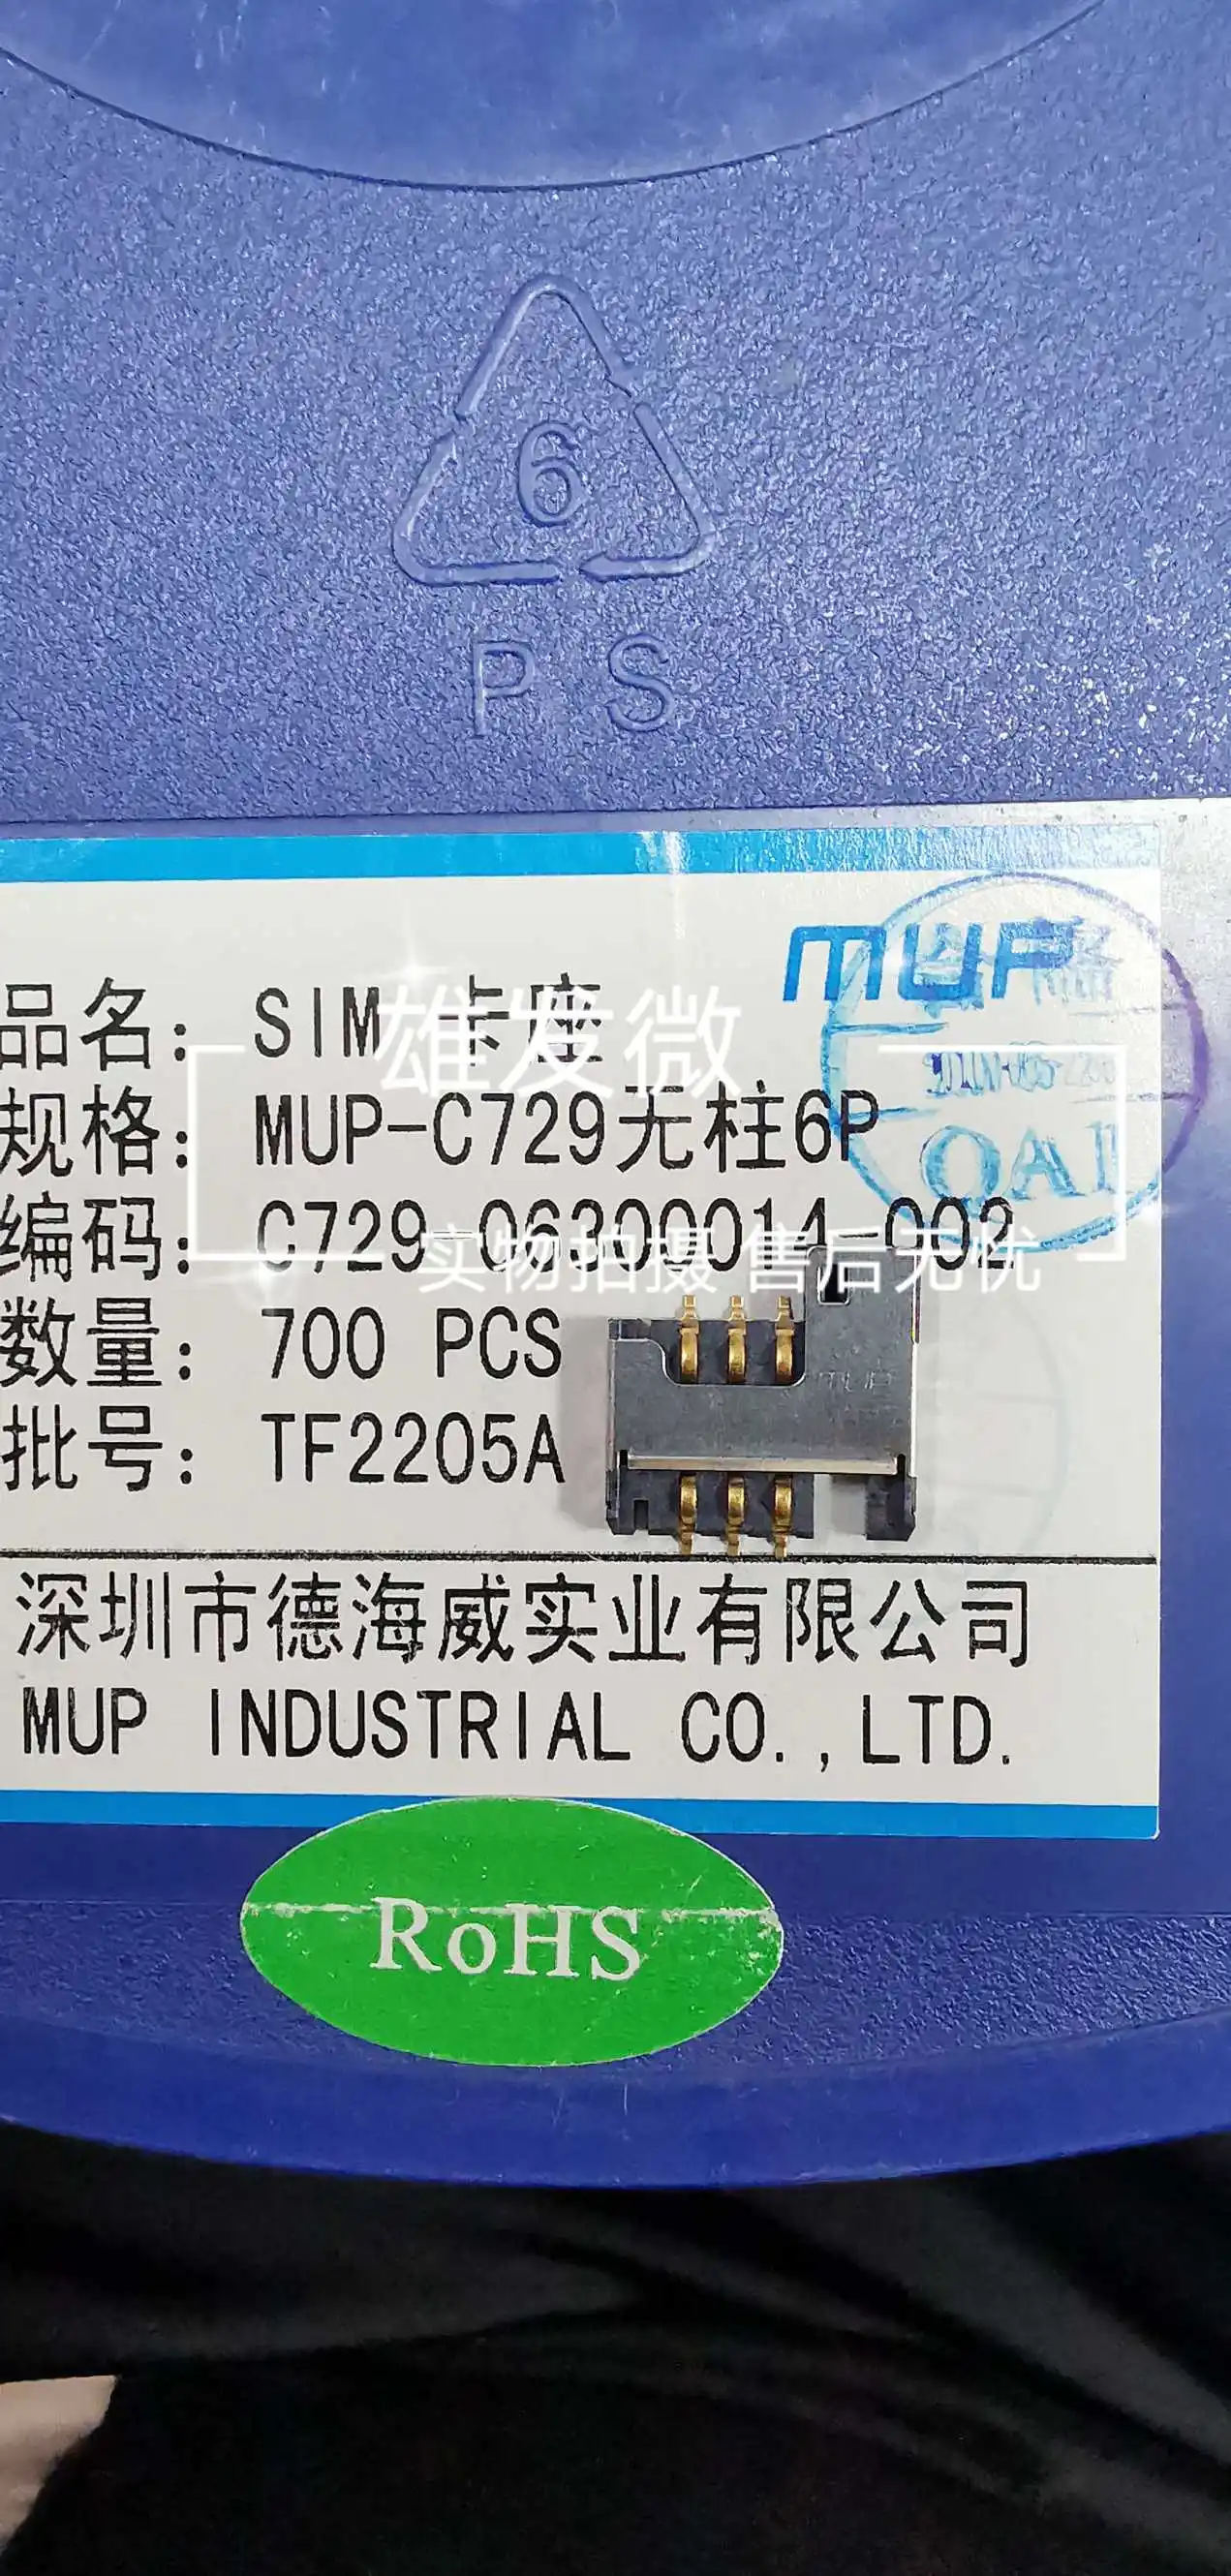 6
PS
MUP
品名: SIM 卡座
雄发微
规格: MUP-C729无柱6P
QA1
编码: C729-06300014-002
实物拍摄 售后无忧
数量: 700 PCS
批号: TF2205A
深圳市德海威实业有限公司
MUP INDUSTRIAL CO.,LTD.
RoHS